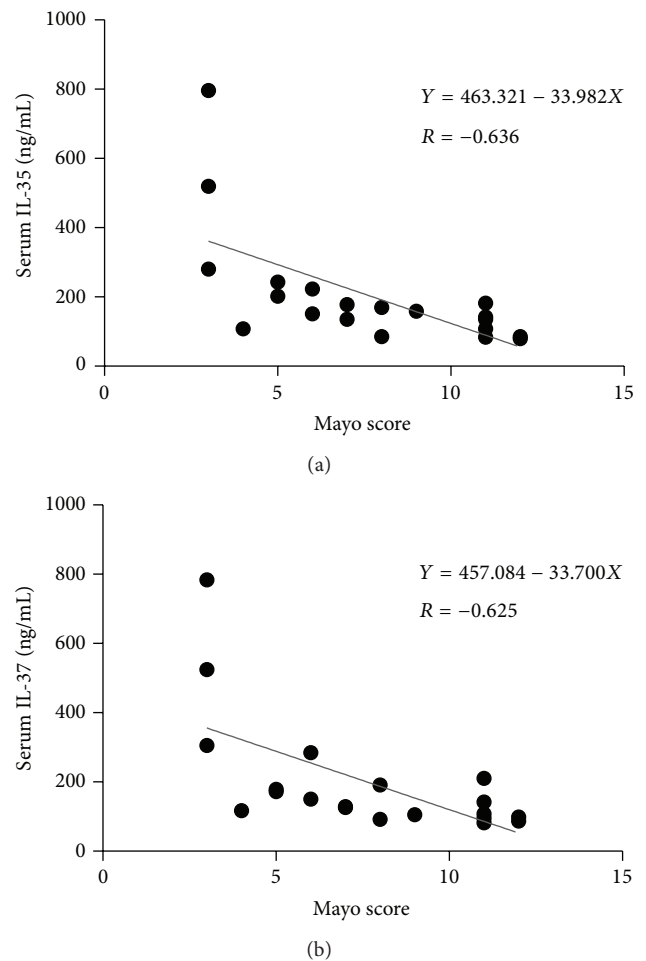 1000
800
600
400
200
0
Serum IL-35 (ng/mL)
Y = 463.321 − 33.982X
R = −0.636
0 5 10 15
Mayo score
(a)
1000
800
600
400
200
0
Serum IL-37 (ng/mL)
Y = 457.084 − 33.700X
R = −0.625
0 5 10 15
Mayo score
(b)